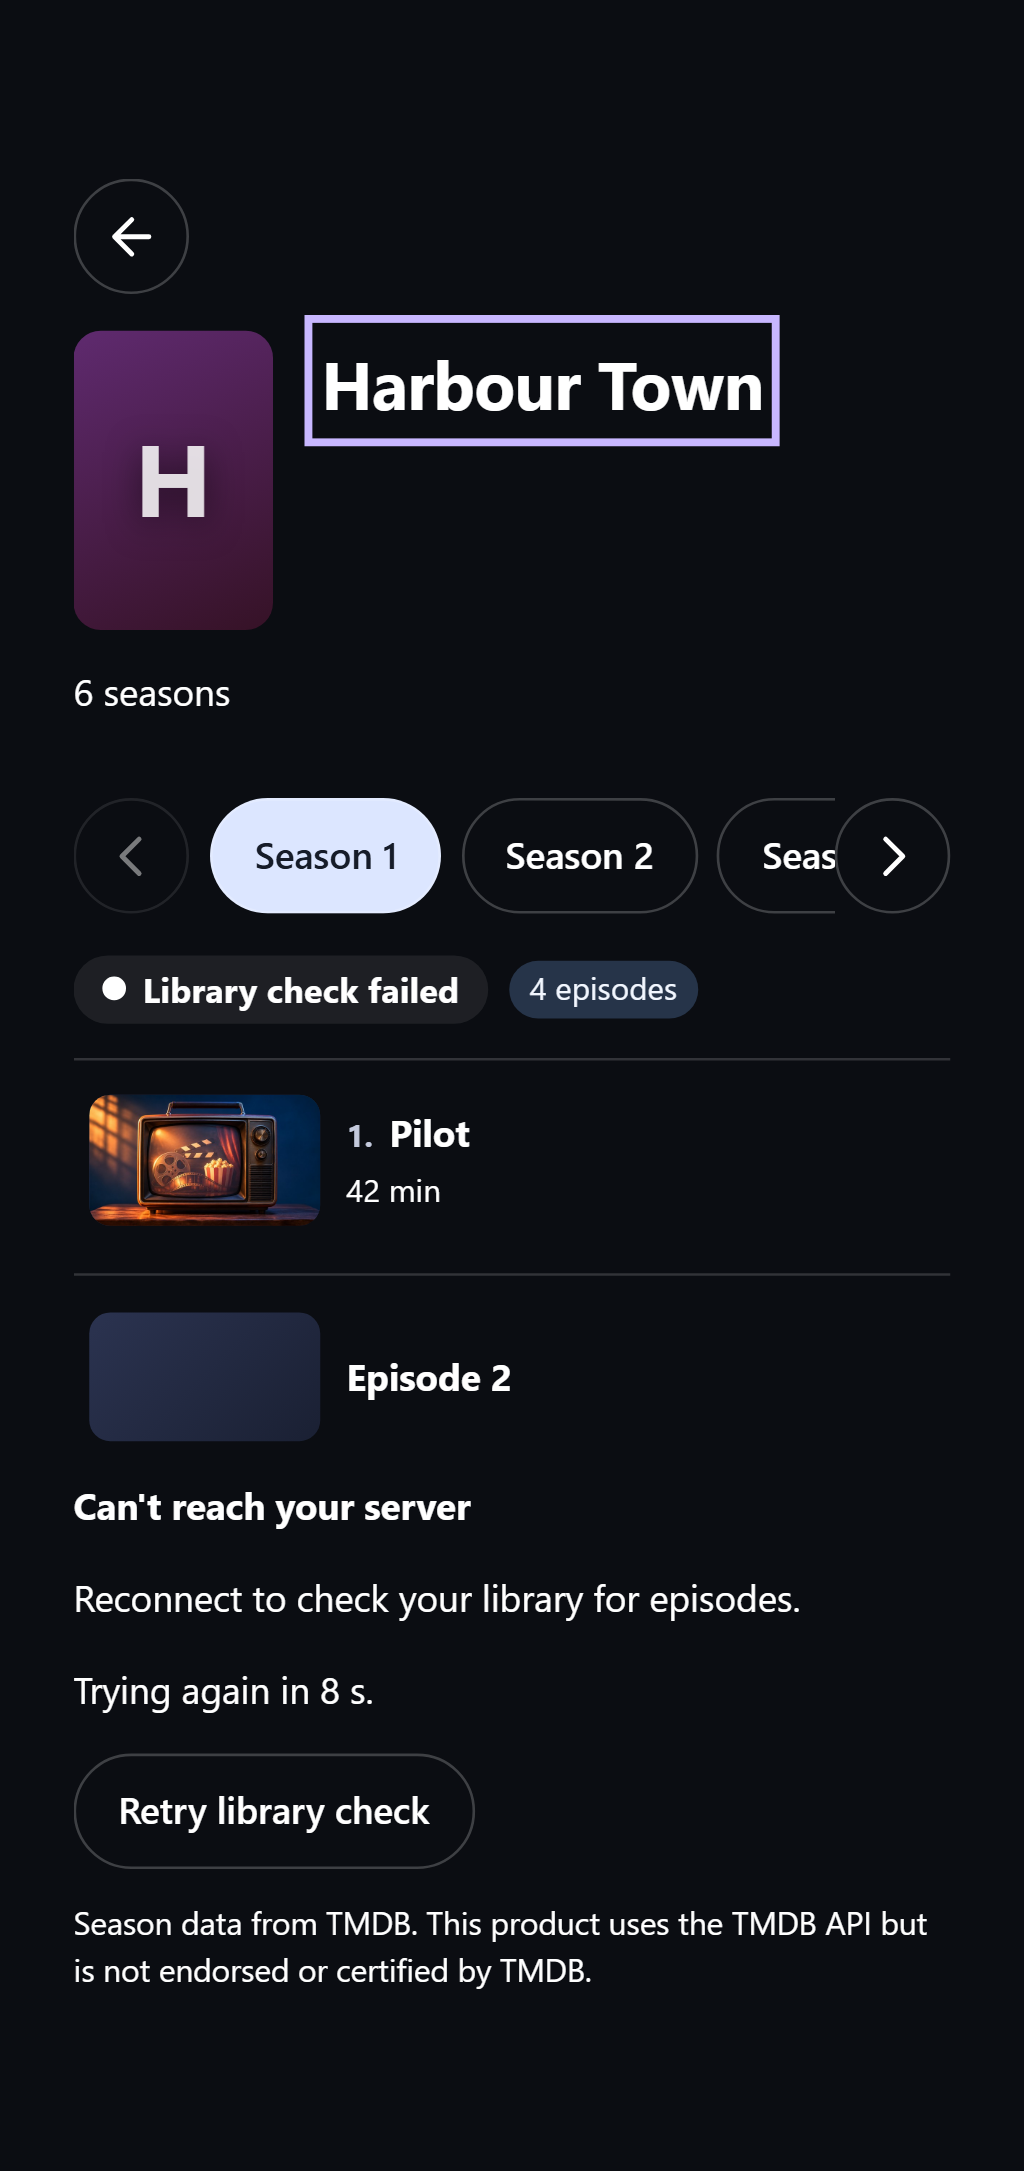 Harbour Town
H
6 seasons
Season 1
Season 2
Seas
Library check failed
4 episodes
1. Pilot
42 min
Episode 2
Can't reach your server
Reconnect to check your library for episodes.
Trying again in 8 s.
Retry library check
Season data from TMDB. This product uses the TMDB API but
is not endorsed or certified by TMDB.